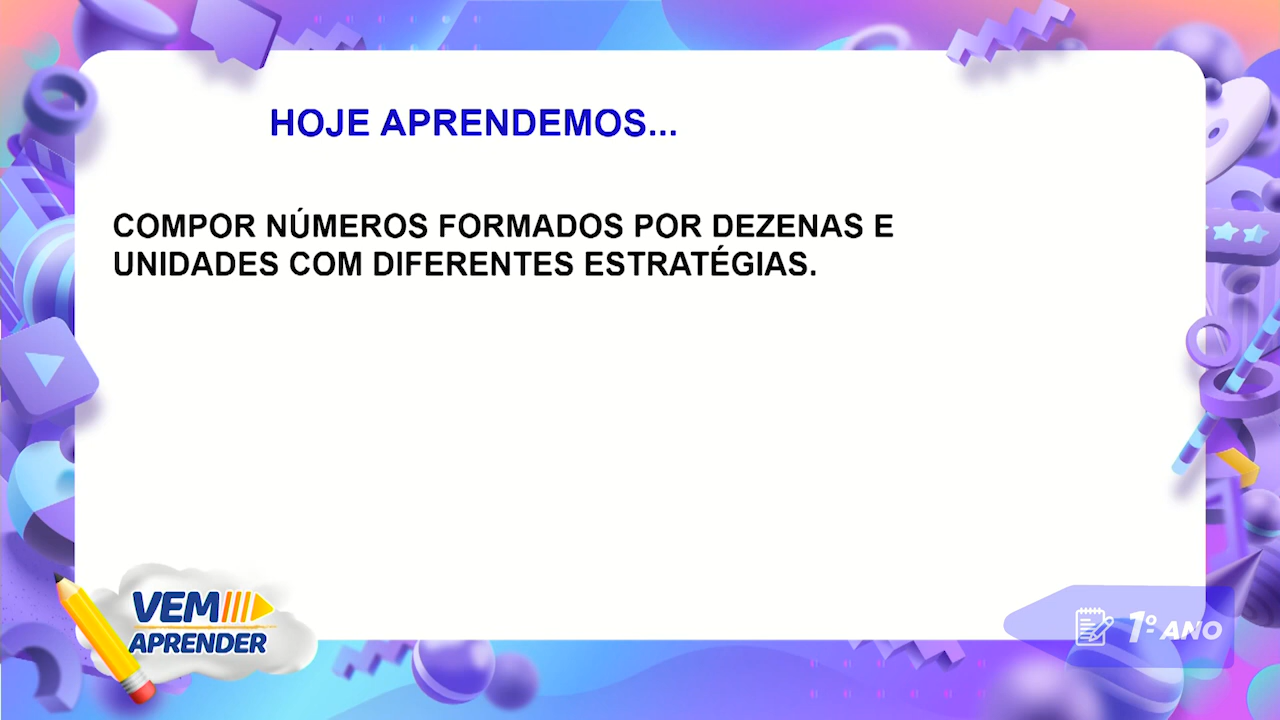 HOJE APRENDEMOS...
COMPOR NÚMEROS FORMADOS POR DEZENAS E
UNIDADES COM DIFERENTES ESTRATÉGIAS.
VEM
APRENDER
1º ANO